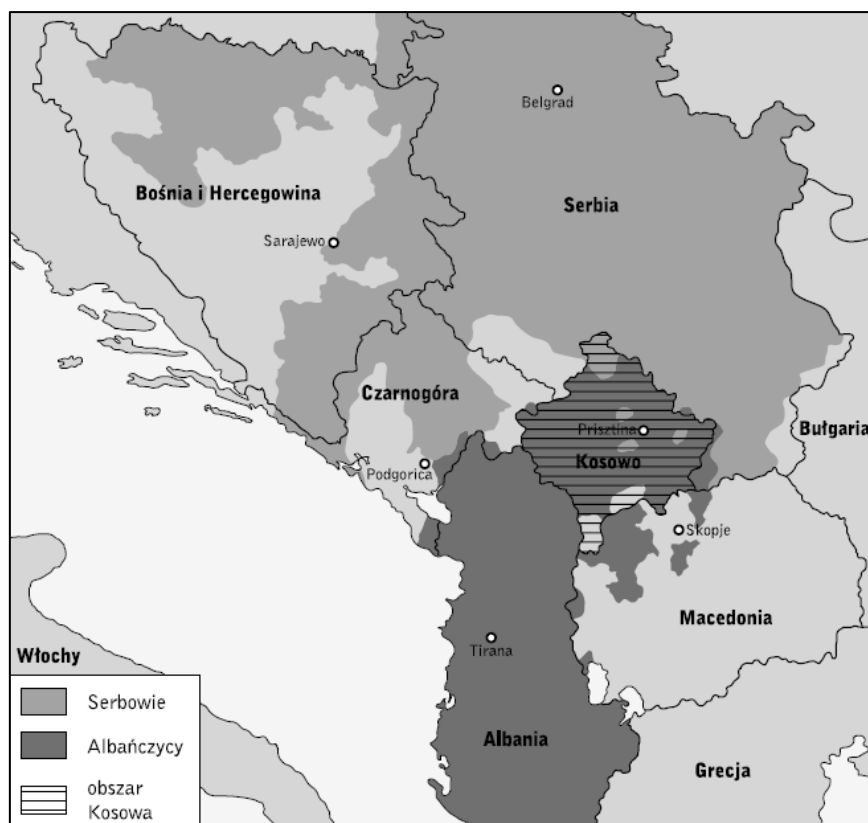 Belgrad
Bośnia i Hercegowina
Serbia
Sarajewo
Czarnogóra
Bułgaria
Prisztina
Kosowo
Podgorica
Skopje
Macedonia
Tirana
Włochy
Serbowie
Albańczycy
Albania
Grecja
obszar
Kosowa